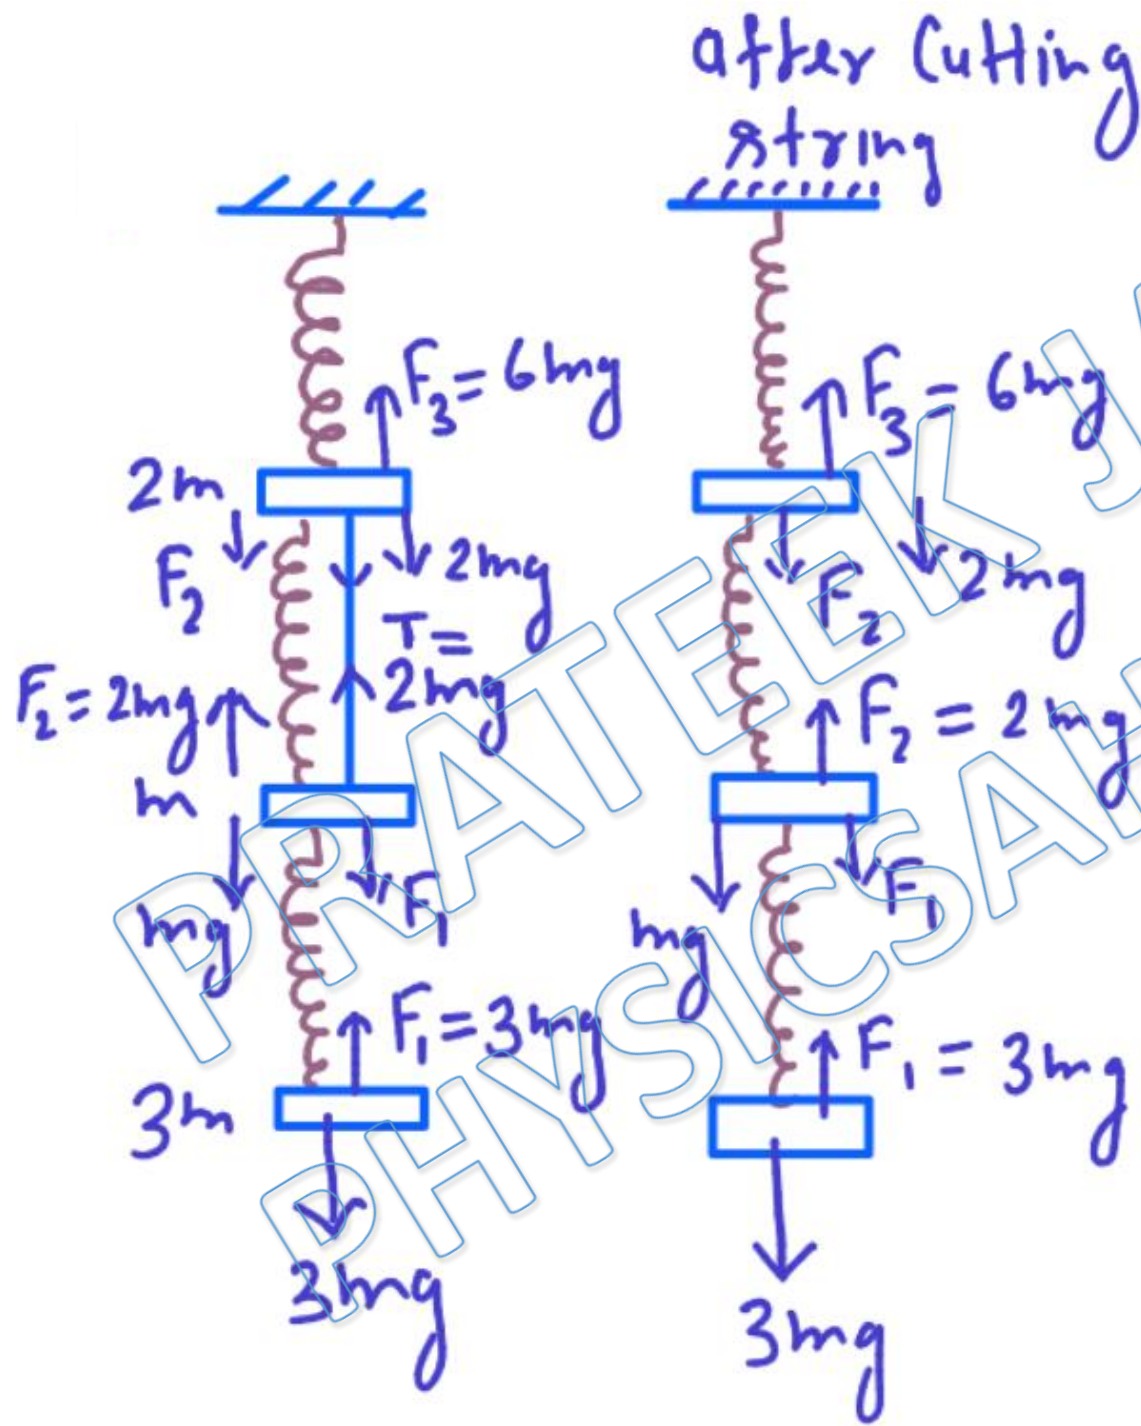 after Cutting
string
F3 = 6mg
F3 = 6mg
2m
F2
2mg
T =
2mg
F2 = 2mg
m
mg
F1
F1 = 3mg
3m
3mg
F2
2mg
F2 = 2mg
mg
F1
F1 = 3mg
3mg
PRATEEK J
PHYSICSA